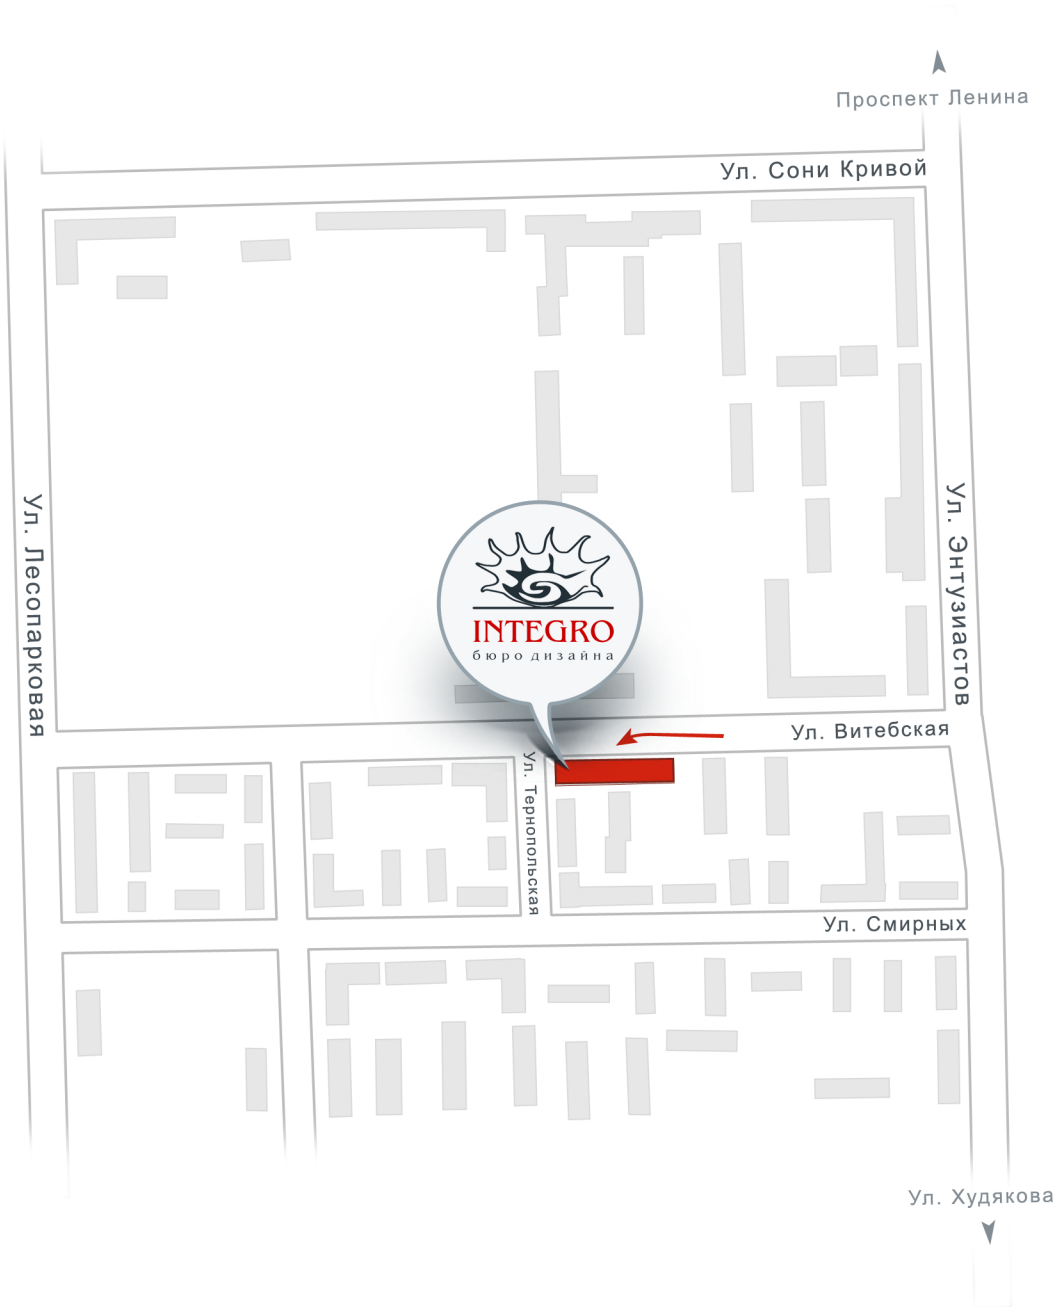 Проспект Ленина
Ул. Сони Кривой
Ул. Лесопарковая
Ул. Энтузиастов
INTEGRO
бюро дизайна
Ул. Витебская
Ул. Тернопольская
Ул. Смирных
Ул. Худякова